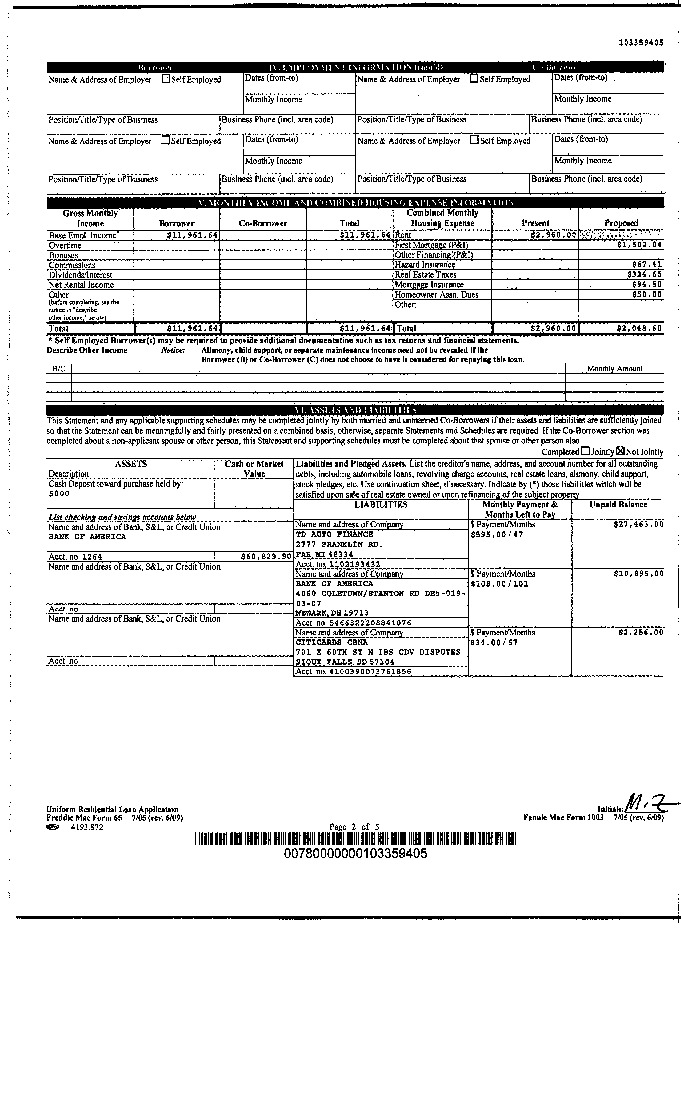 103359405
Borrower IV. EMPLOYMENT INFORMATION (cont'd) Co-Borrower
Name & Address of Employer Self Employed Dates (from-to) Name & Address of Employer Self Employed Dates (from-to)
Monthly Income Monthly Income
Position/Title/Type of Business Business Phone (incl. area code) Position/Title/Type of Business Business Phone (incl. area code)
Name & Address of Employer Self Employed Dates (from-to) Name & Address of Employer Self Employed Dates (from-to)
Monthly Income Monthly Income
Position/Title/Type of Business Business Phone (incl. area code) Position/Title/Type of Business Business Phone (incl. area code)
V. MONTHLY INCOME AND COMBINED HOUSING EXPENSE INFORMATION
Gross Monthly Income Borrower Co-Borrower Total Combined Monthly Housing Expense Present Proposed
Base Empl. Income* $11,961.64 $11,961.64 Rent $2,960.00
Overtime First Mortgage (P&I) $1,502.04
Bonuses Other Financing (P&I)
Commissions Hazard Insurance $67.41
Dividends/Interest Real Estate Taxes
Net Rental Income Mortgage Insurance $94.50
Other Homeowner Assn. Dues $50.00
(before completing, see the notice in "describe other income," below) Other:
Total $11,961.64 $11,961.64 Total $2,960.00 $2,048.60
* Self Employed Borrower(s) may be required to provide additional documentation such as tax returns and financial statements.
Describe Other Income Notice: Alimony, child support, or separate maintenance income need not be revealed if the
Borrower (B) or Co-Borrower (C) does not choose to have it considered for repaying this loan.
B/C Monthly Amount
VI. ASSETS AND LIABILITIES
This Statement and any applicable supporting schedules may be completed jointly by both married and unmarried Co-Borrowers if their assets and liabilities are sufficiently joined
so that the Statement can be meaningfully and fairly presented on a combined basis, otherwise, separate Statements and Schedules are required. If the Co-Borrower section was
completed about a non-applicant spouse or other person, this Statement and supporting schedules must be completed about that spouse or other person also
Completed Jointly Not Jointly
ASSETS Cash or Market Value
Description
Cash Deposit toward purchase held by
5000
List checking and savings accounts below
Name and address of Bank, S&L, or Credit Union
BANK OF AMERICA
Acct. no 1264 $60,829.90
Name and address of Bank, S&L, or Credit Union
Acct. no
Name and address of Bank, S&L, or Credit Union
Acct. no
Liabilities and Pledged Assets. List the creditor's name, address, and account number for all outstanding
debts, including automobile loans, revolving charge accounts, real estate loans, alimony, child support,
stock pledges, etc. Use continuation sheet, if necessary. Indicate by (*) those liabilities which will be
satisfied upon sale of real estate owned or upon refinancing of the subject property
LIABILITIES Monthly Payment & Months Left to Pay Unpaid Balance
Name and address of Company $ Payment/Months $27,463.00
TD AUTO FINANCE $595.00/47
2777 FRANKLIN RD.
FAR, MI 48334
Acct. no
Name and address of Company $ Payment/Months $10,895.00
BANK OF AMERICA $108.00/101
4060 OGLETOWN/STANTON RD DE5-019-
03-07
NEWARK, DE 19713
Acct no 5466322208841076
Name and address of Company $ Payment/Months $2,286.00
CITICARDS CBNA $34.00/67
701 E 60TH ST N IBS CDV DISPUTES
SIOUX FALLS SD 57104
Acct. no
Uniform Residential Loan Application
Freddie Mac Form 65 7/05 (rev. 6/09)
4193.872
Page 2 of 5
Initials: M.Z
Fannie Mae Form 1003 7/05 (rev. 6/09)
00780000000103359405